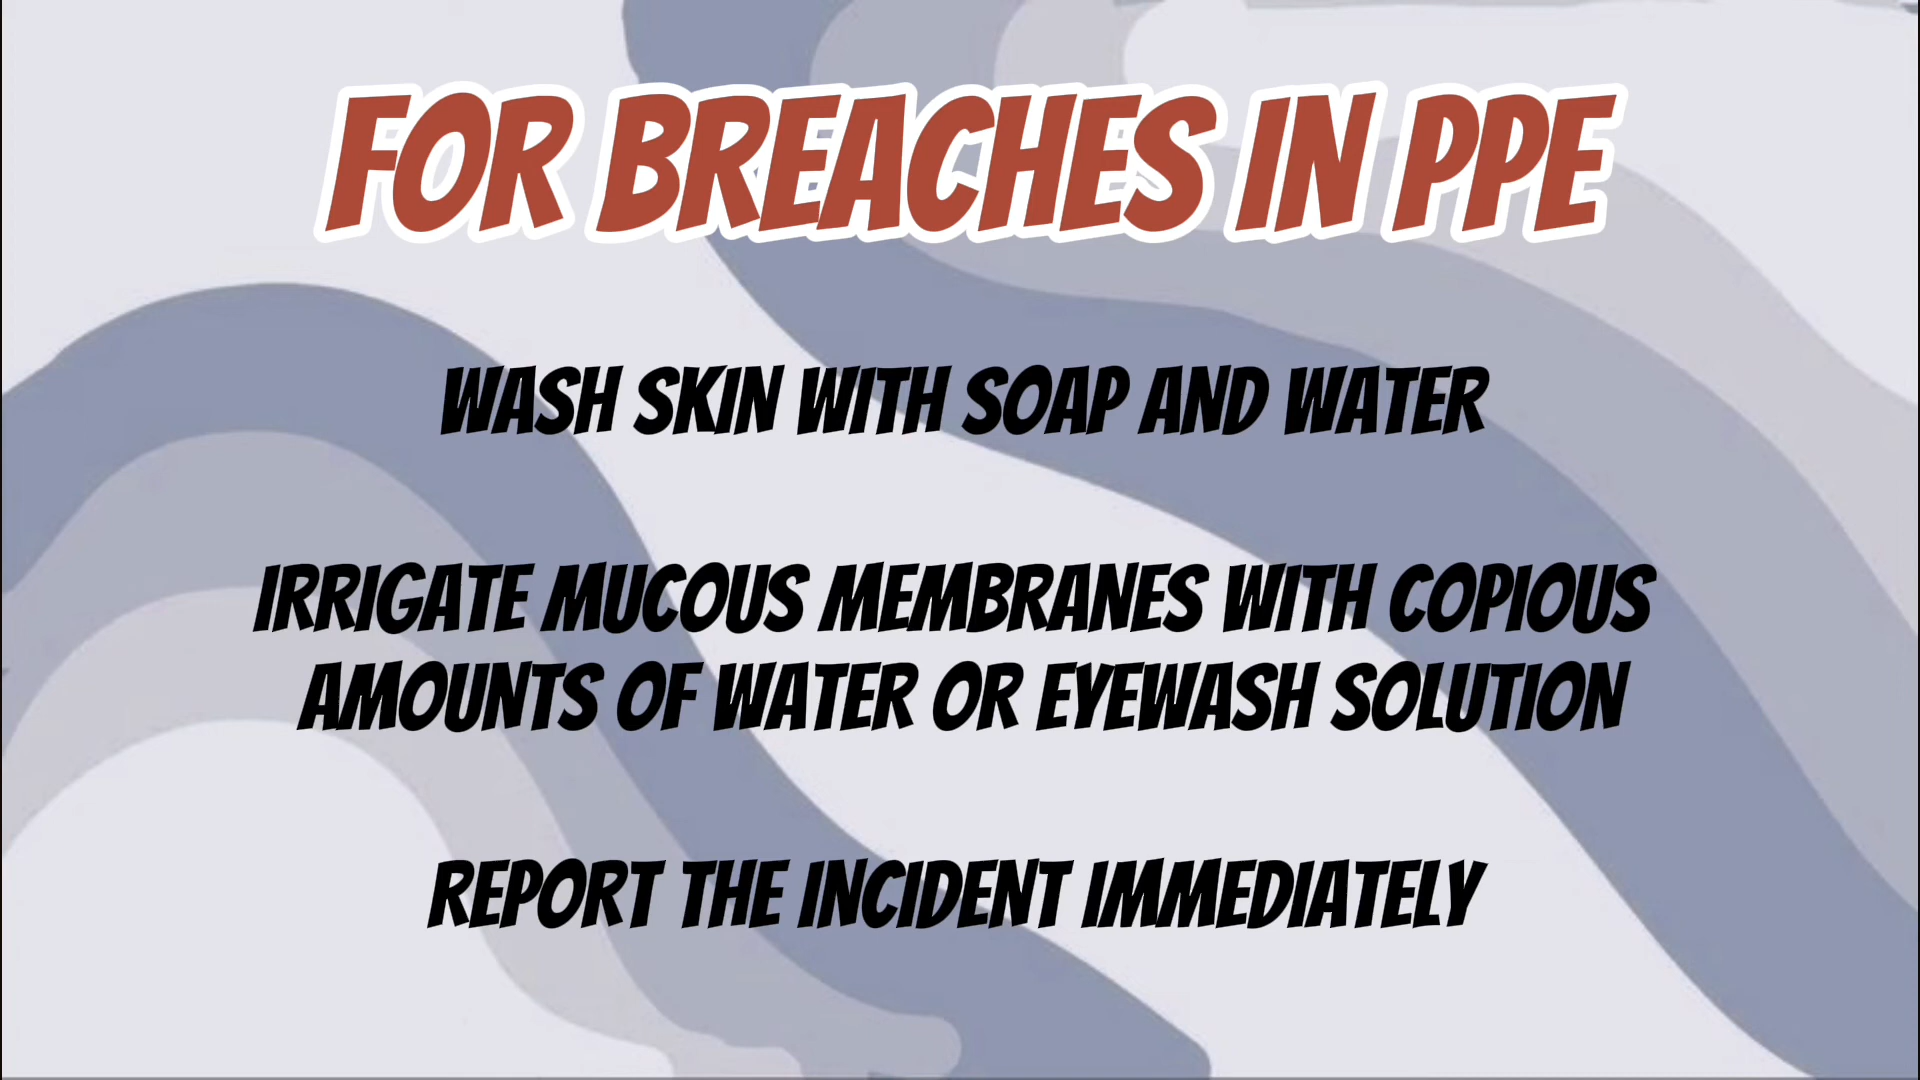 FOR BREACHES IN PPE
WASH SKIN WITH SOAP AND WATER
IRRIGATE MUCOUS MEMBRANES WITH COPIOUS
AMOUNTS OF WATER OR EYEWASH SOLUTION
REPORT THE INCIDENT IMMEDIATELY